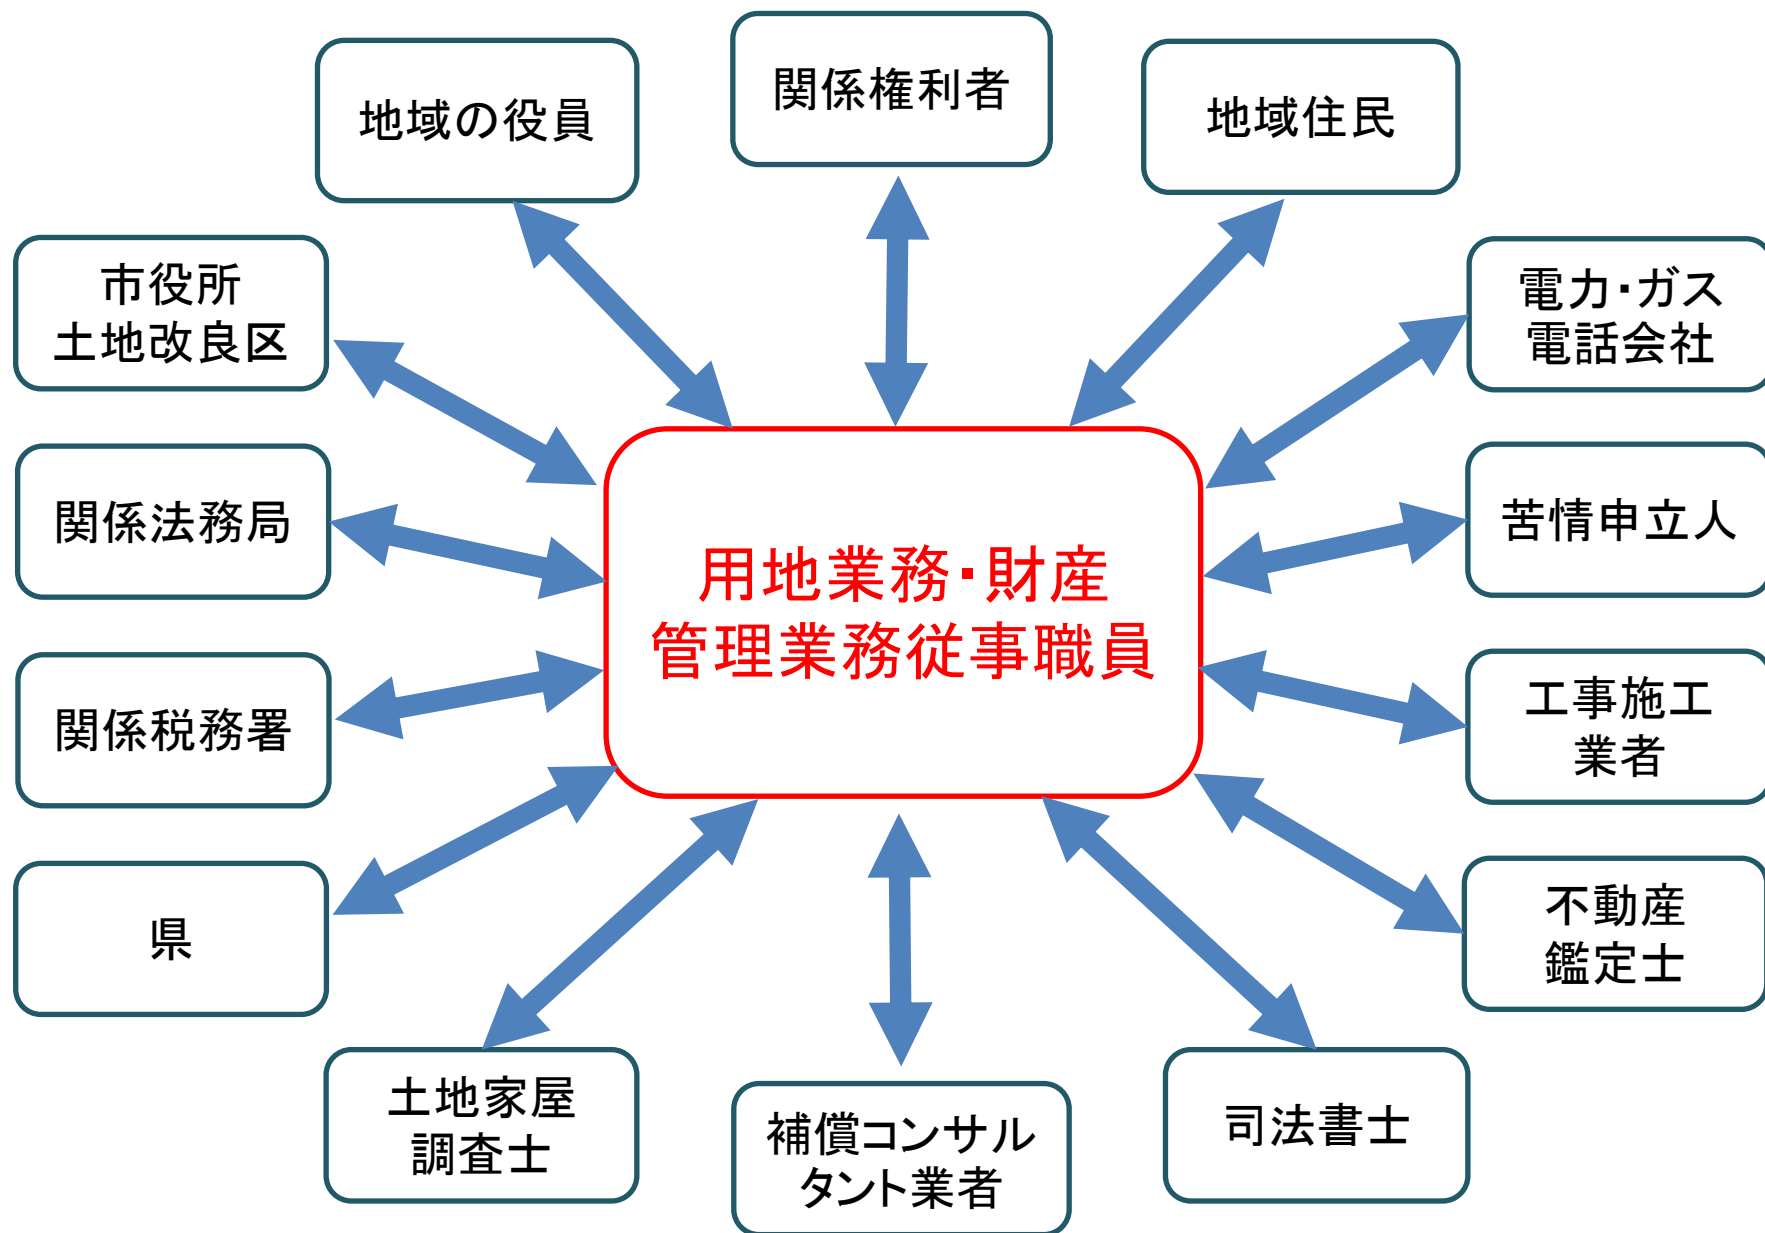 地域の役員
関係権利者
地域住民
市役所
土地改良区
電力・ガス
電話会社
関係法務局
苦情申立人
用地業務・財産
管理業務従事職員
関係税務署
工事施工
業者
県
不動産
鑑定士
土地家屋
調査士
補償コンサル
タント業者
司法書士